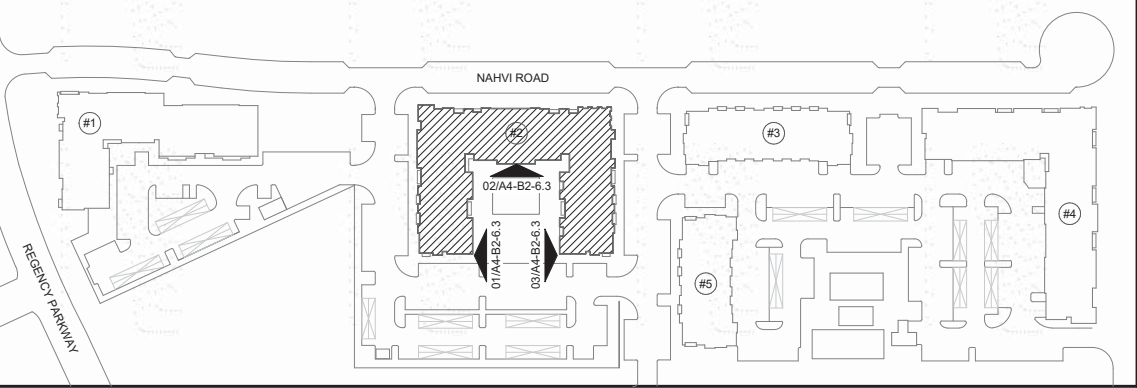 NAHVI ROAD
#1
#2
#3
02/A4-B2-6.3
01/A4-B2-6.3
03/A4-B2-6.3
#4
#5
REGENCY PARKWAY